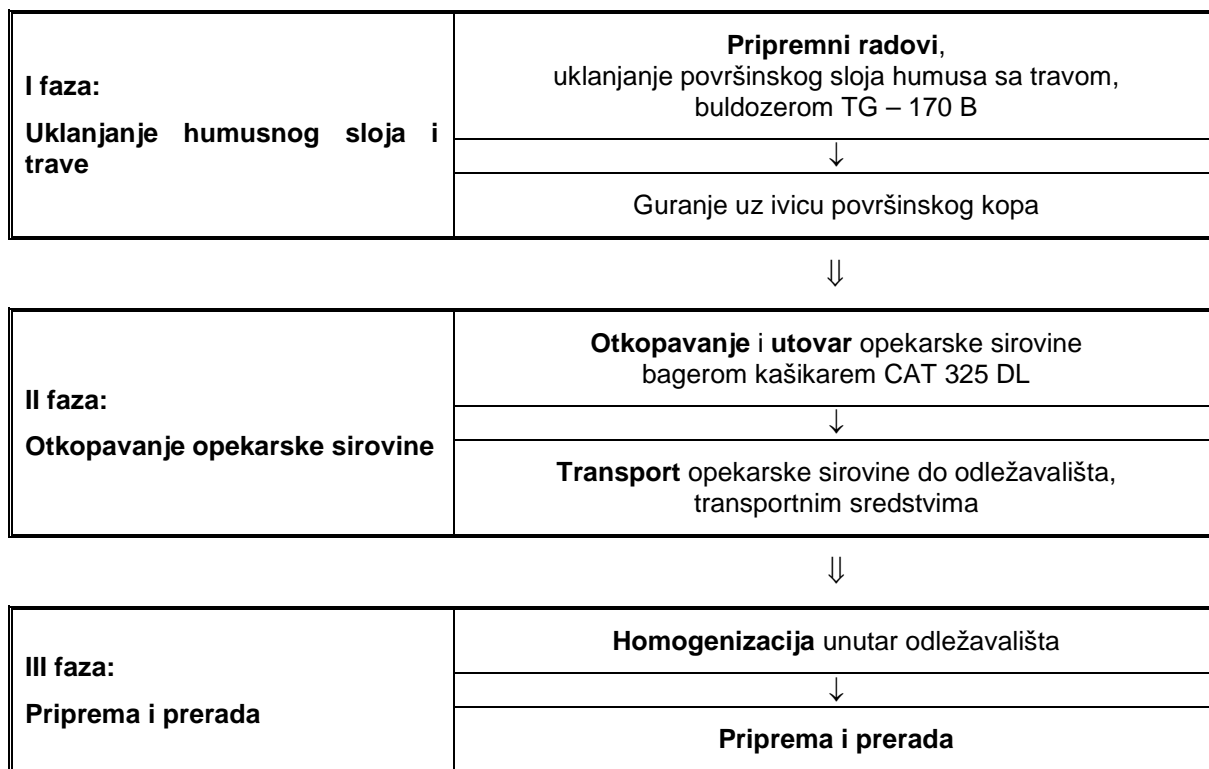 I faza:
Uklanjanje humusnog sloja i
trave
Pripremni radovi,
uklanjanje površinskog sloja humusa sa travom,
buldozerom TG – 170 B
↓
Guranje uz ivicu površinskog kopa
⇓
II faza:
Otkopavanje opekarske sirovine
Otkopavanje i utovar opekarske sirovine
bagerom kašikarem CAT 325 DL
↓
Transport opekarske sirovine do odležavališta,
transportnim sredstvima
⇓
III faza:
Priprema i prerada
Homogenizacija unutar odležavališta
↓
Priprema i prerada